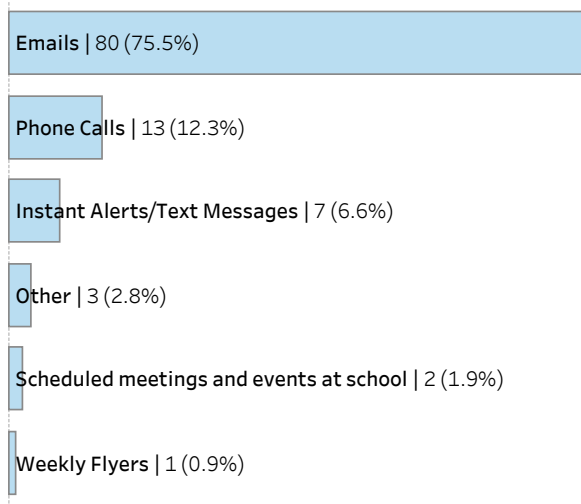 Emails | 80 (75.5%)
Phone Calls | 13 (12.3%)
Instant Alerts/Text Messages | 7 (6.6%)
Other | 3 (2.8%)
Scheduled meetings and events at school | 2 (1.9%)
Weekly Flyers | 1 (0.9%)